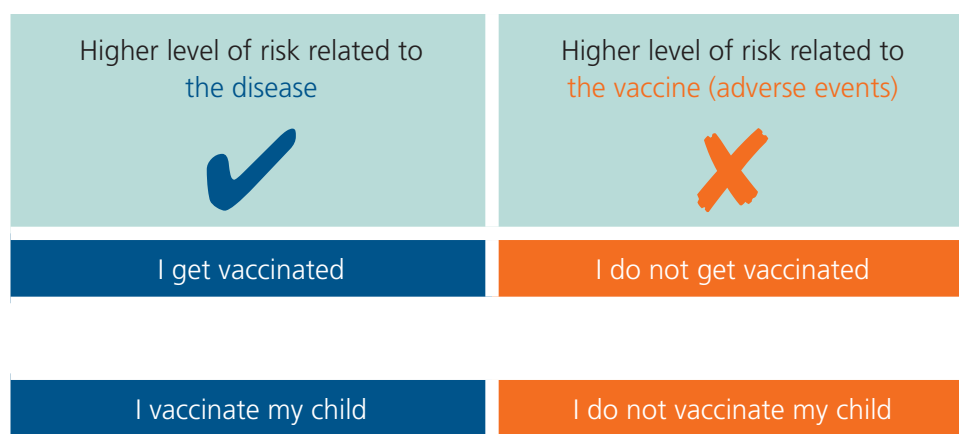 Higher level of risk related to
the disease
Higher level of risk related to
the vaccine (adverse events)
I get vaccinated
I do not get vaccinated
I vaccinate my child
I do not vaccinate my child